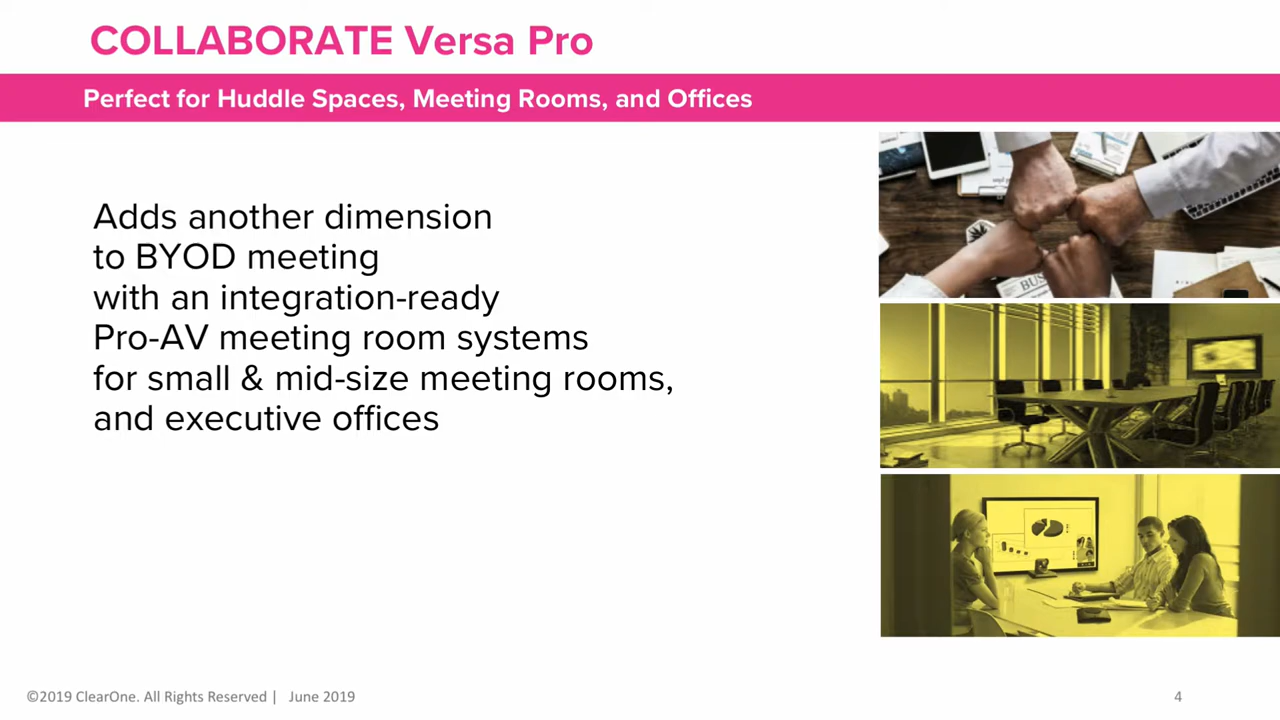 COLLABORATE Versa Pro
Perfect for Huddle Spaces, Meeting Rooms, and Offices
Adds another dimension
to BYOD meeting
with an integration-ready
Pro-AV meeting room systems
for small & mid-size meeting rooms,
and executive offices
©2019 ClearOne. All Rights Reserved | June 2019
4